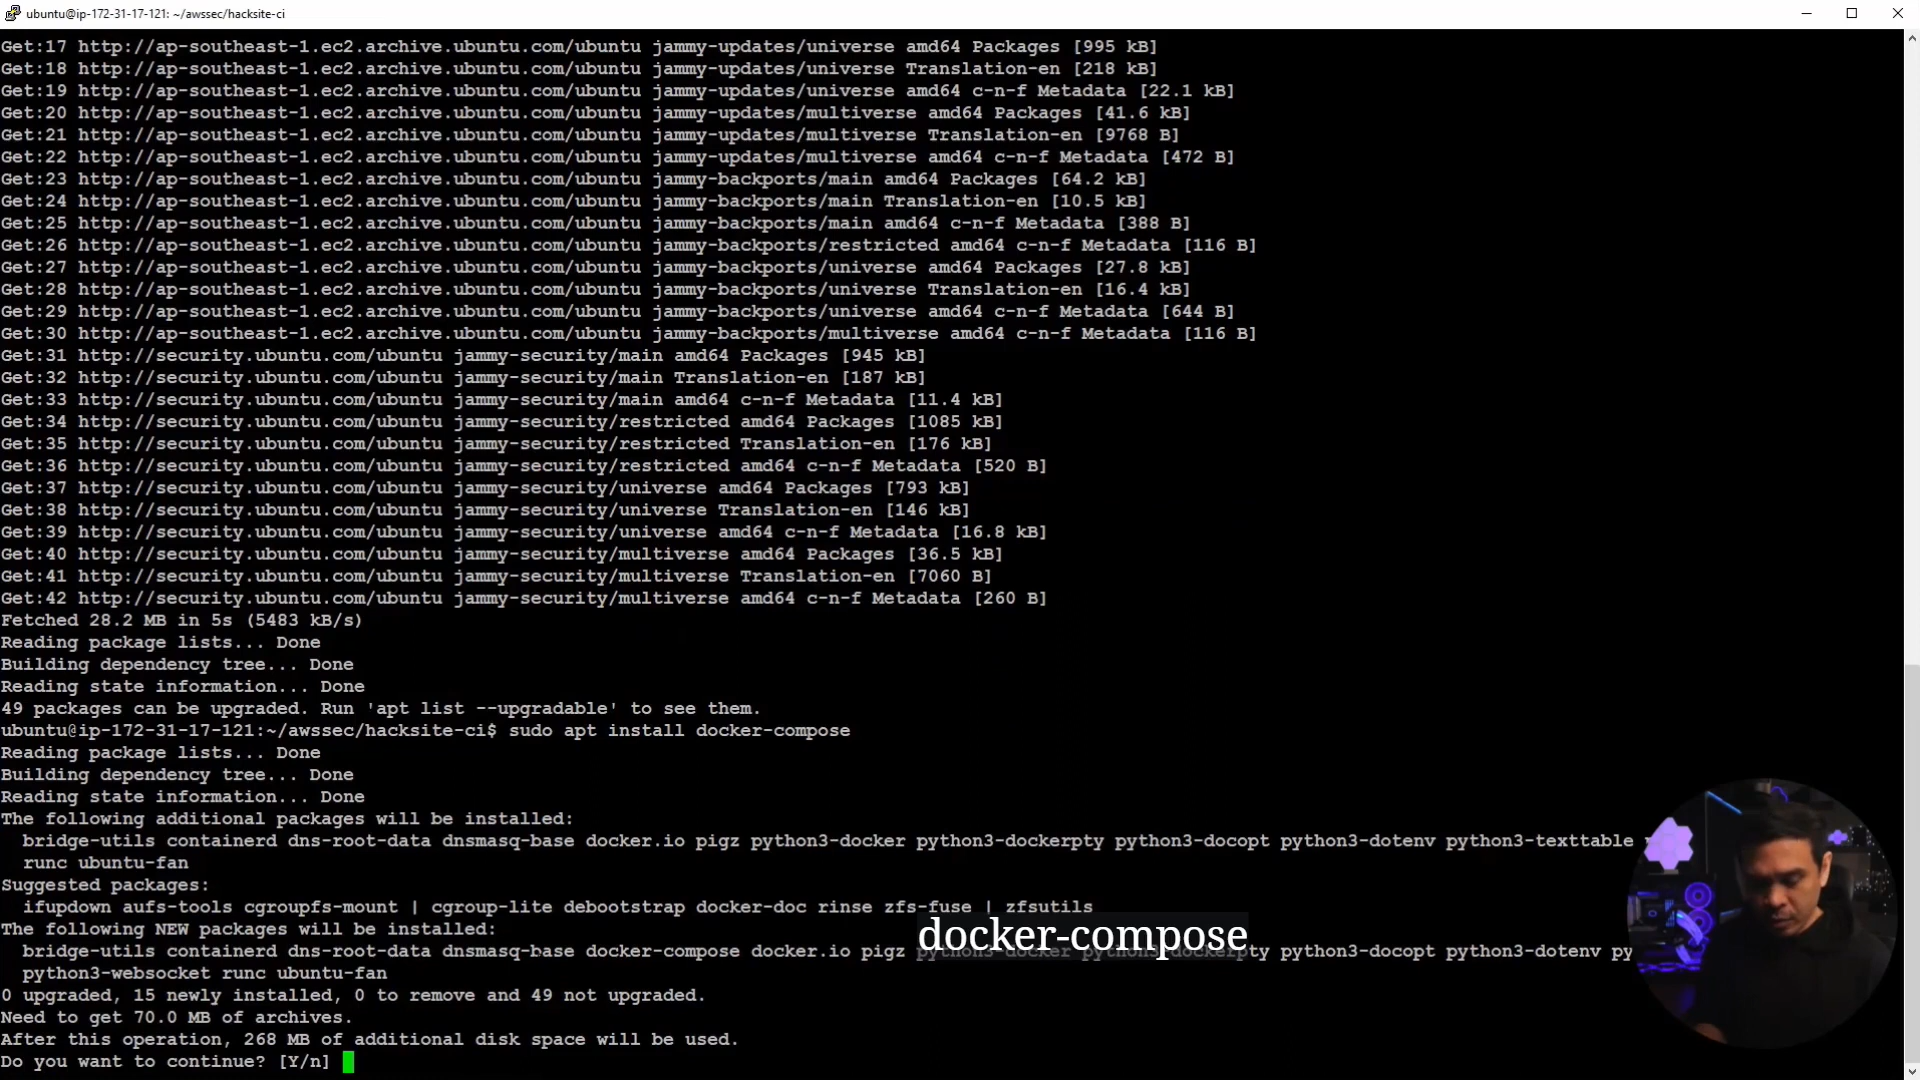 ubuntu@ip-172-31-17-121: ~/awssec/hacksite-ci
Get:17 http://ap-southeast-1.ec2.archive.ubuntu.com/ubuntu jammy-updates/universe amd64 Packages [995 kB]
Get:18 http://ap-southeast-1.ec2.archive.ubuntu.com/ubuntu jammy-updates/universe Translation-en [218 kB]
Get:19 http://ap-southeast-1.ec2.archive.ubuntu.com/ubuntu jammy-updates/universe amd64 c-n-f Metadata [22.1 kB]
Get:20 http://ap-southeast-1.ec2.archive.ubuntu.com/ubuntu jammy-updates/multiverse amd64 Packages [41.6 kB]
Get:21 http://ap-southeast-1.ec2.archive.ubuntu.com/ubuntu jammy-updates/multiverse Translation-en [9768 B]
Get:22 http://ap-southeast-1.ec2.archive.ubuntu.com/ubuntu jammy-updates/multiverse amd64 c-n-f Metadata [472 B]
Get:23 http://ap-southeast-1.ec2.archive.ubuntu.com/ubuntu jammy-backports/main amd64 Packages [64.2 kB]
Get:24 http://ap-southeast-1.ec2.archive.ubuntu.com/ubuntu jammy-backports/main Translation-en [10.5 kB]
Get:25 http://ap-southeast-1.ec2.archive.ubuntu.com/ubuntu jammy-backports/main amd64 c-n-f Metadata [388 B]
Get:26 http://ap-southeast-1.ec2.archive.ubuntu.com/ubuntu jammy-backports/restricted amd64 c-n-f Metadata [116 B]
Get:27 http://ap-southeast-1.ec2.archive.ubuntu.com/ubuntu jammy-backports/universe amd64 Packages [27.8 kB]
Get:28 http://ap-southeast-1.ec2.archive.ubuntu.com/ubuntu jammy-backports/universe Translation-en [16.4 kB]
Get:29 http://ap-southeast-1.ec2.archive.ubuntu.com/ubuntu jammy-backports/universe amd64 c-n-f Metadata [644 B]
Get:30 http://ap-southeast-1.ec2.archive.ubuntu.com/ubuntu jammy-backports/multiverse amd64 c-n-f Metadata [116 B]
Get:31 http://security.ubuntu.com/ubuntu jammy-security/main amd64 Packages [945 kB]
Get:32 http://security.ubuntu.com/ubuntu jammy-security/main Translation-en [187 kB]
Get:33 http://security.ubuntu.com/ubuntu jammy-security/main amd64 c-n-f Metadata [11.4 kB]
Get:34 http://security.ubuntu.com/ubuntu jammy-security/restricted amd64 Packages [1085 kB]
Get:35 http://security.ubuntu.com/ubuntu jammy-security/restricted Translation-en [176 kB]
Get:36 http://security.ubuntu.com/ubuntu jammy-security/restricted amd64 c-n-f Metadata [520 B]
Get:37 http://security.ubuntu.com/ubuntu jammy-security/universe amd64 Packages [793 kB]
Get:38 http://security.ubuntu.com/ubuntu jammy-security/universe Translation-en [146 kB]
Get:39 http://security.ubuntu.com/ubuntu jammy-security/universe amd64 c-n-f Metadata [16.8 kB]
Get:40 http://security.ubuntu.com/ubuntu jammy-security/multiverse amd64 Packages [36.5 kB]
Get:41 http://security.ubuntu.com/ubuntu jammy-security/multiverse Translation-en [7060 B]
Get:42 http://security.ubuntu.com/ubuntu jammy-security/multiverse amd64 c-n-f Metadata [260 B]
Fetched 28.2 MB in 5s (5483 kB/s)
Reading package lists... Done
Building dependency tree... Done
Reading state information... Done
49 packages can be upgraded. Run 'apt list --upgradable' to see them.
ubuntu@ip-172-31-17-121:~/awssec/hacksite-ci$ sudo apt install docker-compose
Reading package lists... Done
Building dependency tree... Done
Reading state information... Done
The following additional packages will be installed:
bridge-utils containerd dns-root-data dnsmasq-base docker.io pigz python3-docker python3-dockerpty python3-docopt python3-dotenv python3-texttable
runc ubuntu-fan
Suggested packages:
ifupdown aufs-tools cgroupfs-mount | cgroup-lite debootstrap docker-doc rinse zfs-fuse | zfsutils
The following NEW packages will be installed:
bridge-utils containerd dns-root-data dnsmasq-base docker-compose docker.io pigz python3-docker python3-dockerpty python3-docopt python3-dotenv py
python3-websocket runc ubuntu-fan
0 upgraded, 15 newly installed, 0 to remove and 49 not upgraded.
Need to get 70.0 MB of archives.
After this operation, 268 MB of additional disk space will be used.
Do you want to continue? [Y/n]
docker-compose